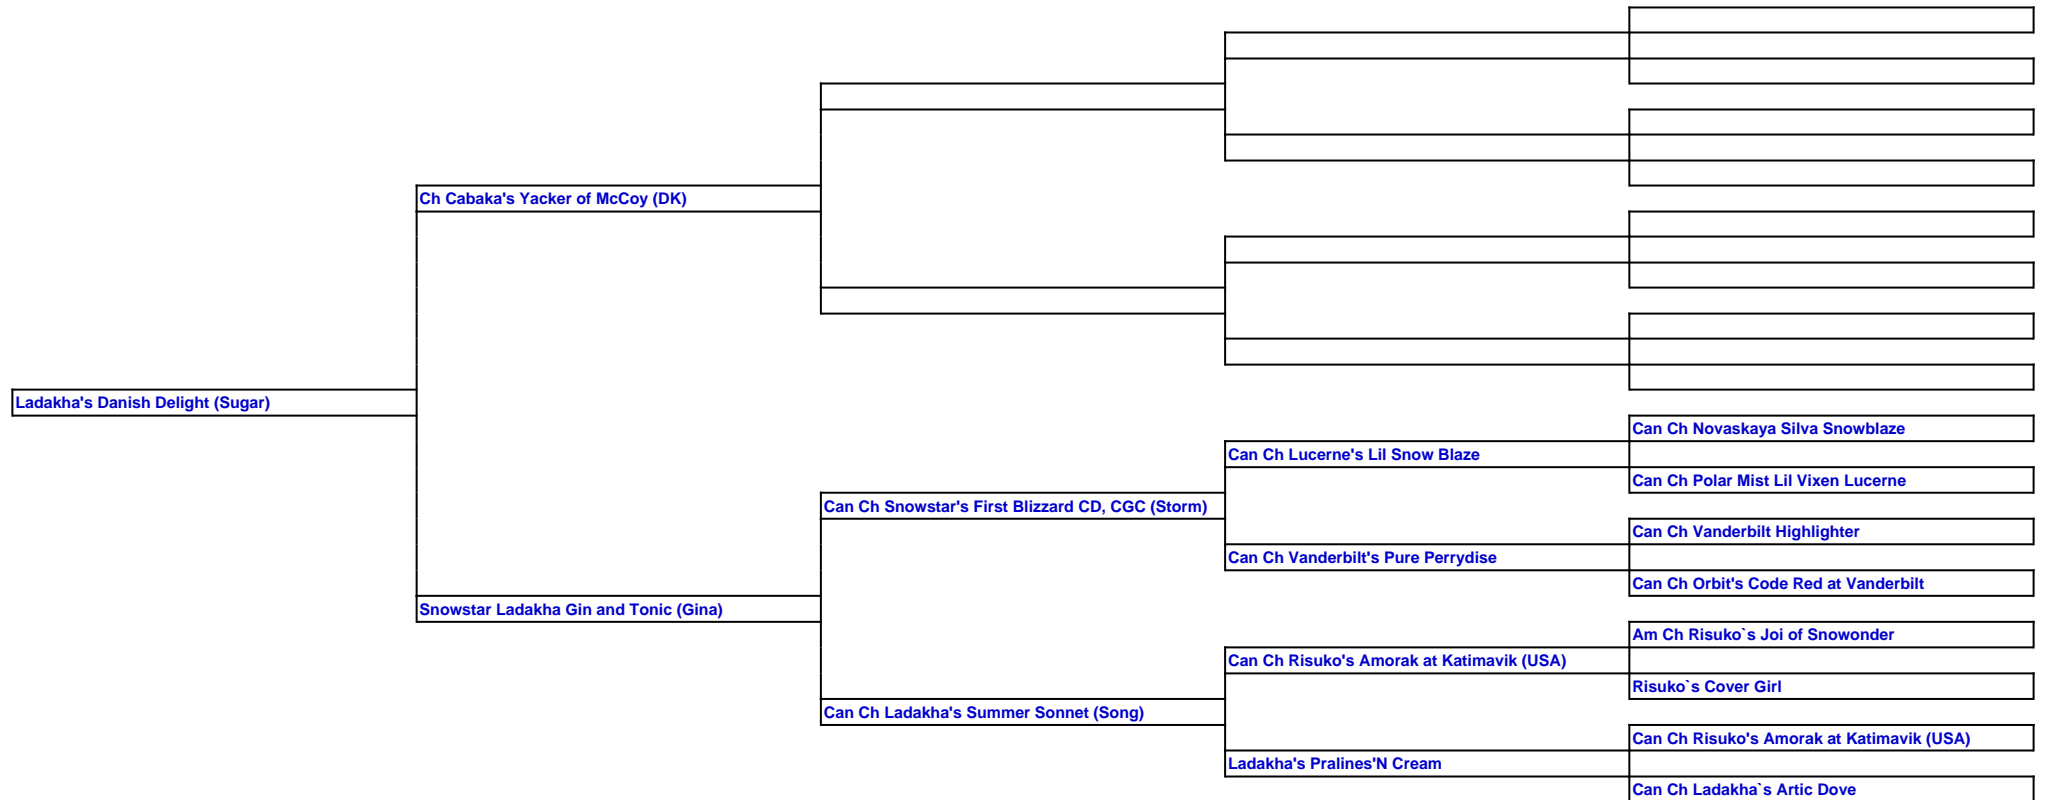 Ch Cabaka's Yacker of McCoy (DK)
Ladakha's Danish Delight (Sugar)
Can Ch Novaskaya Silva Snowblaze
Can Ch Lucerne's Lil Snow Blaze
Can Ch Polar Mist Lil Vixen Lucerne
Can Ch Snowstar's First Blizzard CD, CGC (Storm)
Can Ch Vanderbilt Highlighter
Can Ch Vanderbilt's Pure Perrydise
Can Ch Orbit's Code Red at Vanderbilt
Snowstar Ladakha Gin and Tonic (Gina)
Am Ch Risuko`s Joi of Snowonder
Can Ch Risuko's Amorak at Katimavik (USA)
Risuko`s Cover Girl
Can Ch Ladakha's Summer Sonnet (Song)
Can Ch Risuko's Amorak at Katimavik (USA)
Ladakha's Pralines'N Cream
Can Ch Ladakha`s Artic Dove